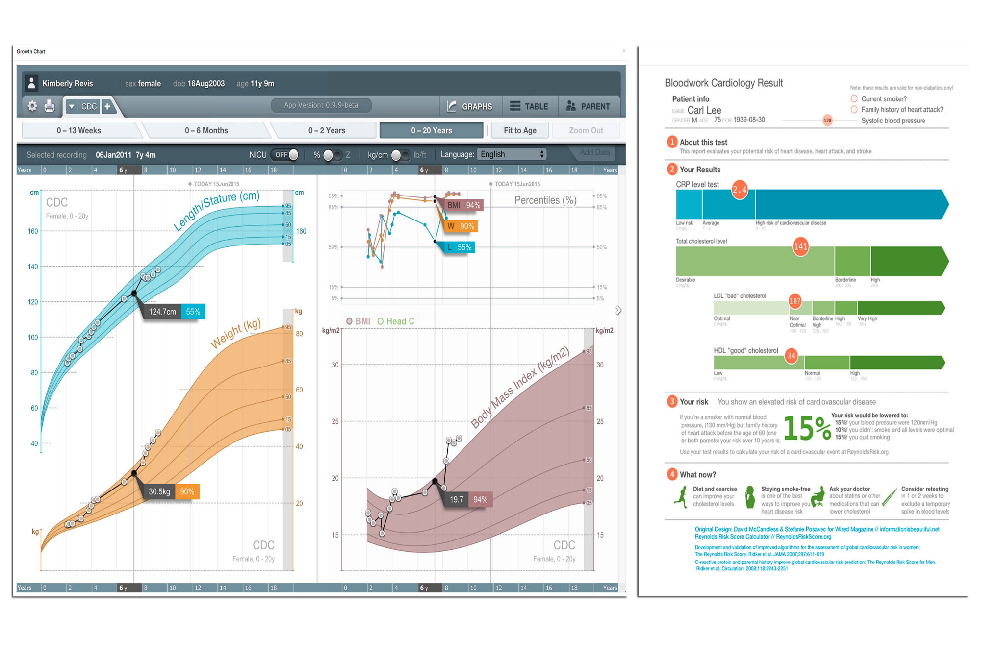 Growth Chart
×
Kimberly Revis sex female dob 16Aug2003 age 11y 9m
CDC + App Version: 0.9.9-beta GRAPHS TABLE PARENT
0 – 13 Weeks 0 – 6 Months 0 – 2 Years 0 – 20 Years Fit to Age Zoom Out
Selected recording 06Jan2011 7y 4m NICU OFF % Z kg/cm lb/ft Language: English Add Data
Years 0 2 4 6 y 8 10 12 14 16 18
TODAY 15Jun2015
cm
CDC
Female, 0 - 20y
Length/Stature (cm)
cm
95
85
50
15
05
160
160
140
120
100
80
60
40
124.7cm 55%
kg
Weight (kg)
95
85
50
15
05
80
60
40
20
30.5kg 90%
kg
CDC
Female, 0 - 20y
Years 0 2 4 6 y 8 10 12 14 16 18
0 2 4 6 y 8 10 12 14 16 18 Years
TODAY 15Jun2015
95% 95%
85% 85%
Percentiles (%)
BMI 94%
W 90%
L 55%
50% 50%
15% 15%
5% 5%
BMI Head C
kg/m2 kg/m2
Body Mass Index (kg/m2)
95
85
50
15
05
30 30
25 25
20 20
15 15
19.7 94%
CDC
Female, 0 - 20y
0 2 4 6 y 8 10 12 14 16 18 Years
Bloodwork Cardiology Result
Note: these results are valid for non-diabetics only!
Patient info
NAME: Carl Lee
GENDER: M AGE: 75 DOB: 1939-08-30
Current smoker?
Family history of heart attack?
120 Systolic blood pressure
1 About this test
This report evaluates your potential risk of heart disease, heart attack, and stroke.
2 Your Results
CRP level test
2.4
Low risk Average High risk of cardiovascular disease
0 mg/L 1 - 3 3 - 10
Total cholesterol level
141
Desirable Borderline High
0 mg/dL 200 - 239 240+
LDL "bad" cholesterol
107
Optimal
0 mg/dL
Near
Optimal
100 - 129
Borderline
high
129 - 159
High
160 - 189
Very High
190+
HDL "good" cholesterol
34
Low Normal High
0 mg/dL 100 - 129 129 - 159
3 Your risk You show an elevated risk of cardiovascular disease
If you're a smoker with normal blood
pressure, (130 mm/Hg) but family history
of heart attack before the age of 60 (one
or both parents) your risk over 10 years is:
15%
Your risk would be lowered to:
15%if your blood pressure were 120mm/Hg
10%if you didn't smoke and all levels were optimal
15%if you quit smoking
Use your test results to calculate your risk of a cardiovascular event at ReynoldsRisk.org
4 What now?
Diet and exercise
can improve your
cholesterol levels
Staying smoke-free
is one of the best
ways to improve your
heart disease risk
Ask your doctor
about statins or other
medications that can
lower cholesterol
Consider retesting
in 1 or 2 weeks to
exclude a temporary
spike in blood levels
Original Design: David McCandless & Stefanie Posavec for Wired Magazine // informationisbeautiful.net
Reynolds Risk Score Calculator // ReynoldsRiskScore.org
Development and validation of improved algorithms for the assessment of global cardiovascular risk in women:
The Reynolds Risk Score. Ridker et al. JAMA 2007;297:611-619
C-reactive protein and parental history improve global cardiovascular risk prediction: The Reynolds Risk Score for Men.
Ridker et al. Circulation. 2008;118:2243-2251